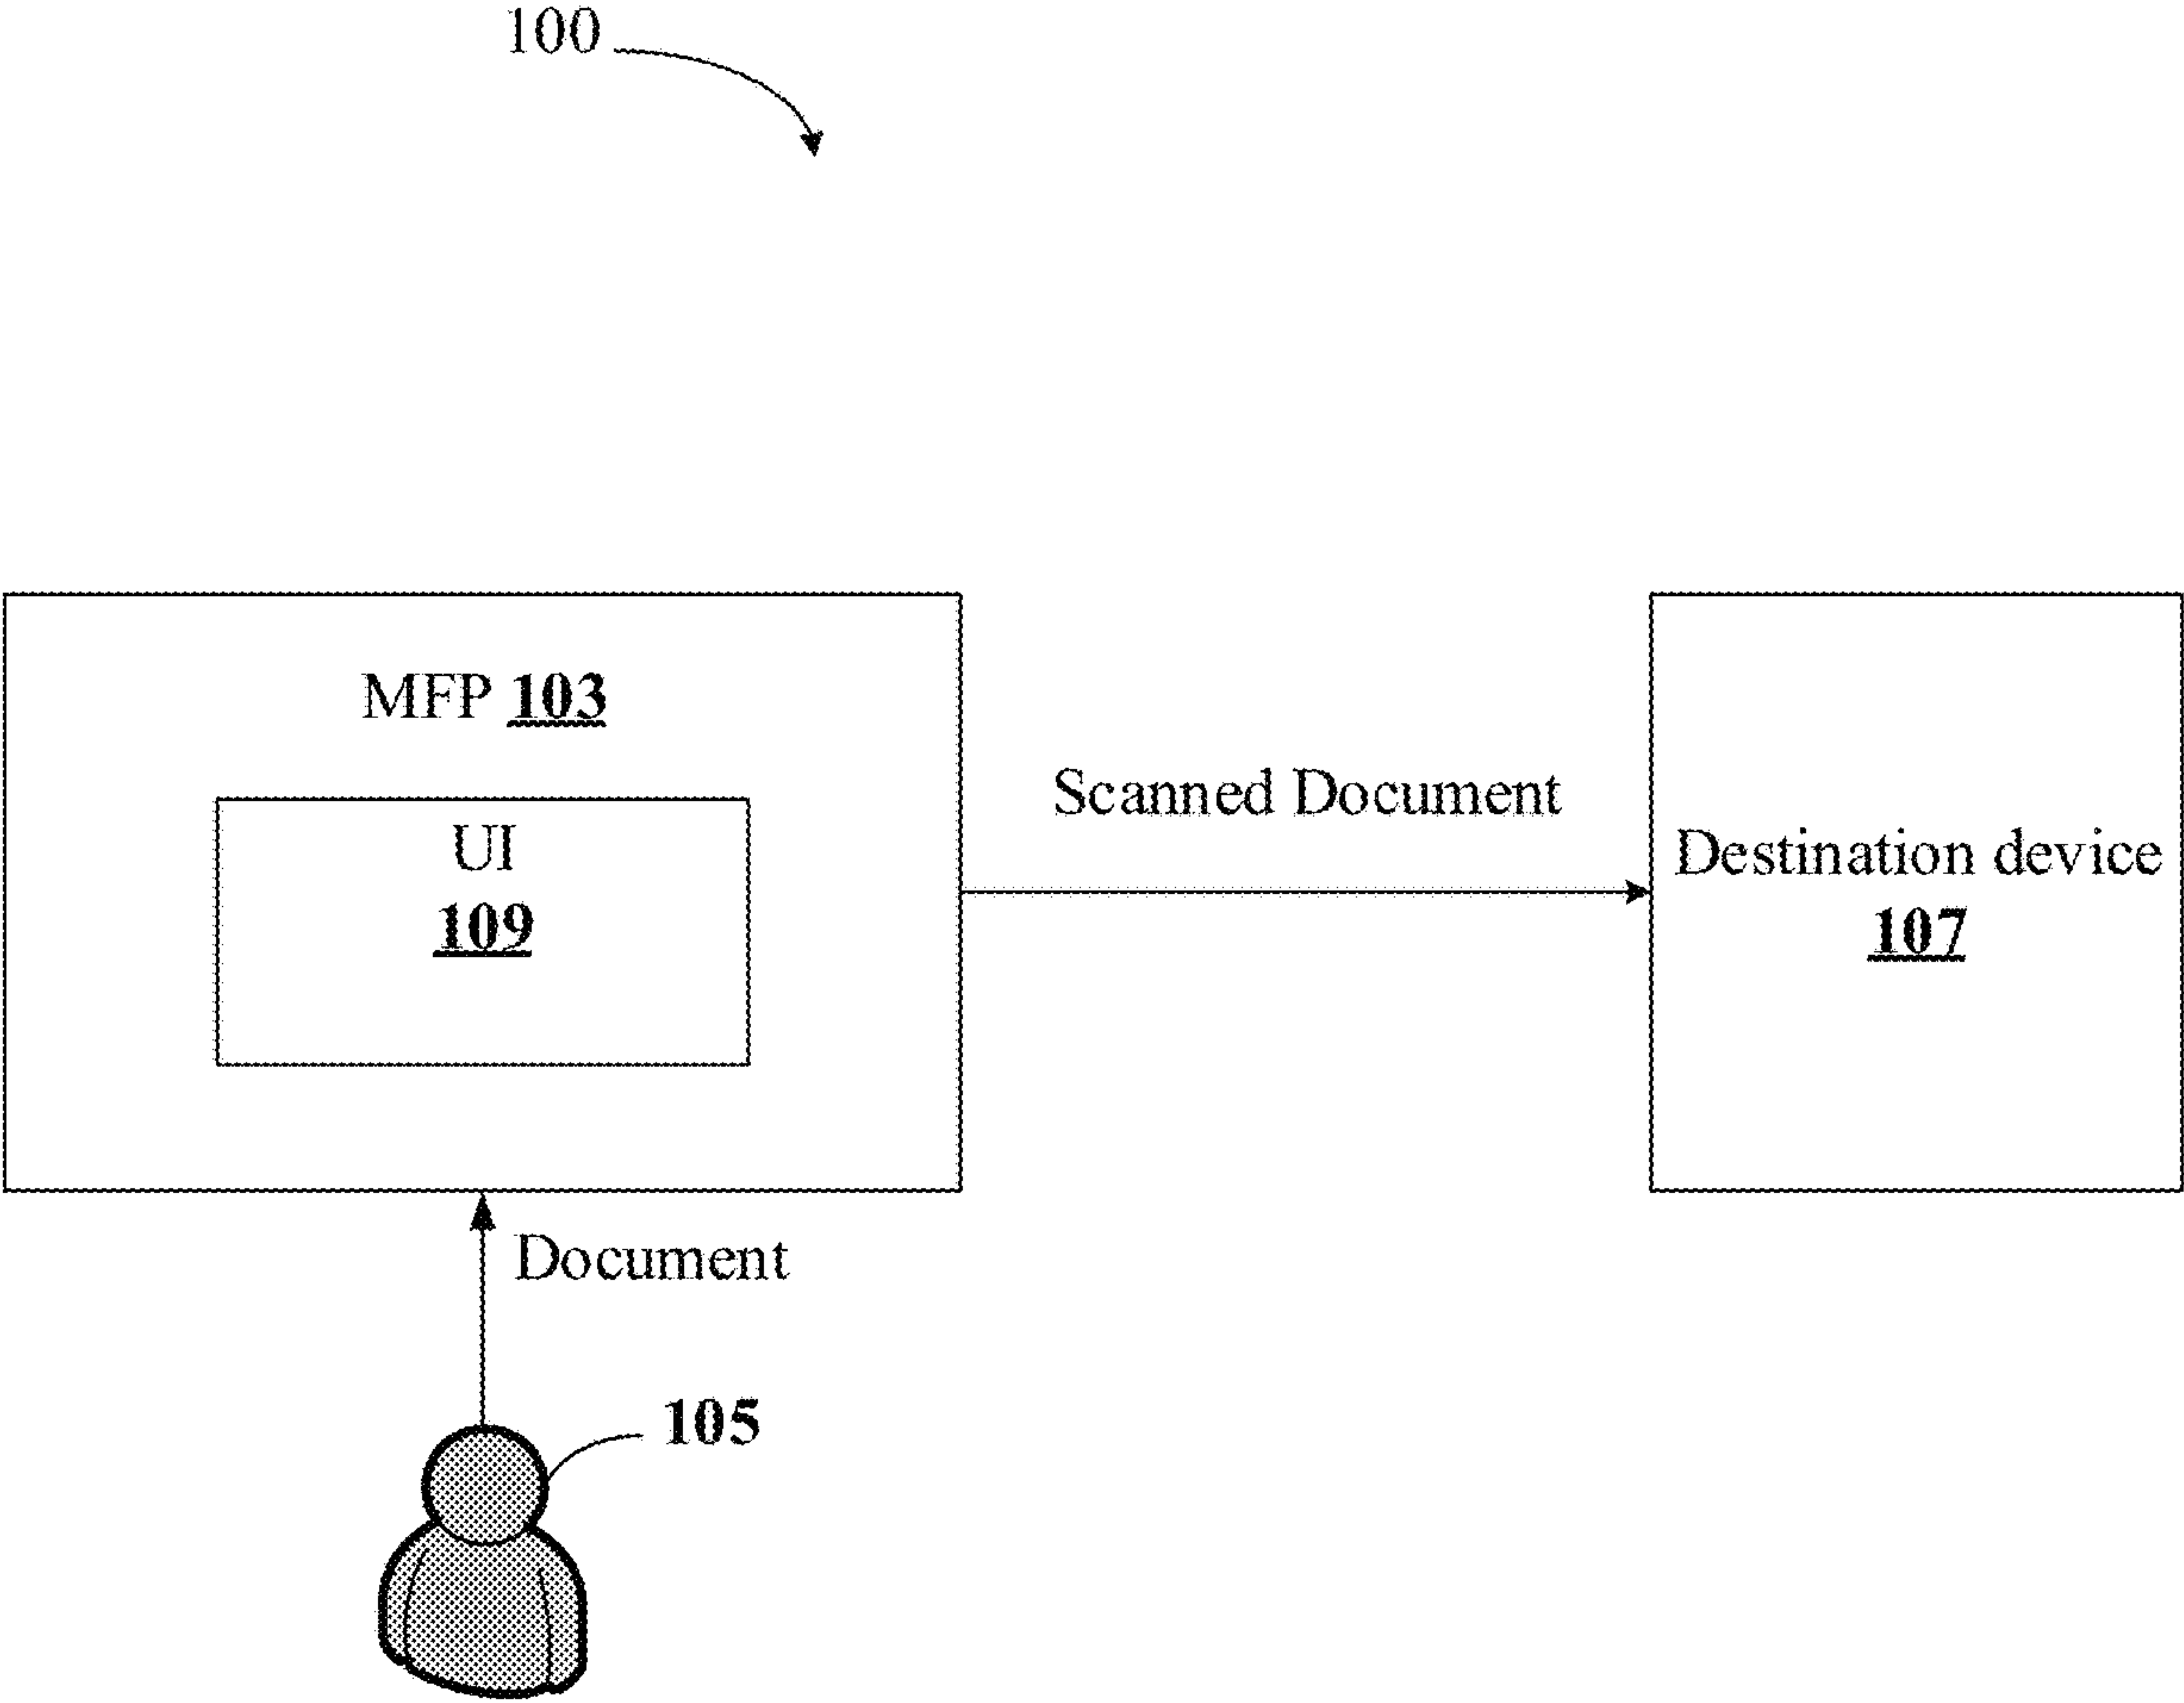 100
MFP 103
UI
109
Scanned Document
Destination device
107
Document
105